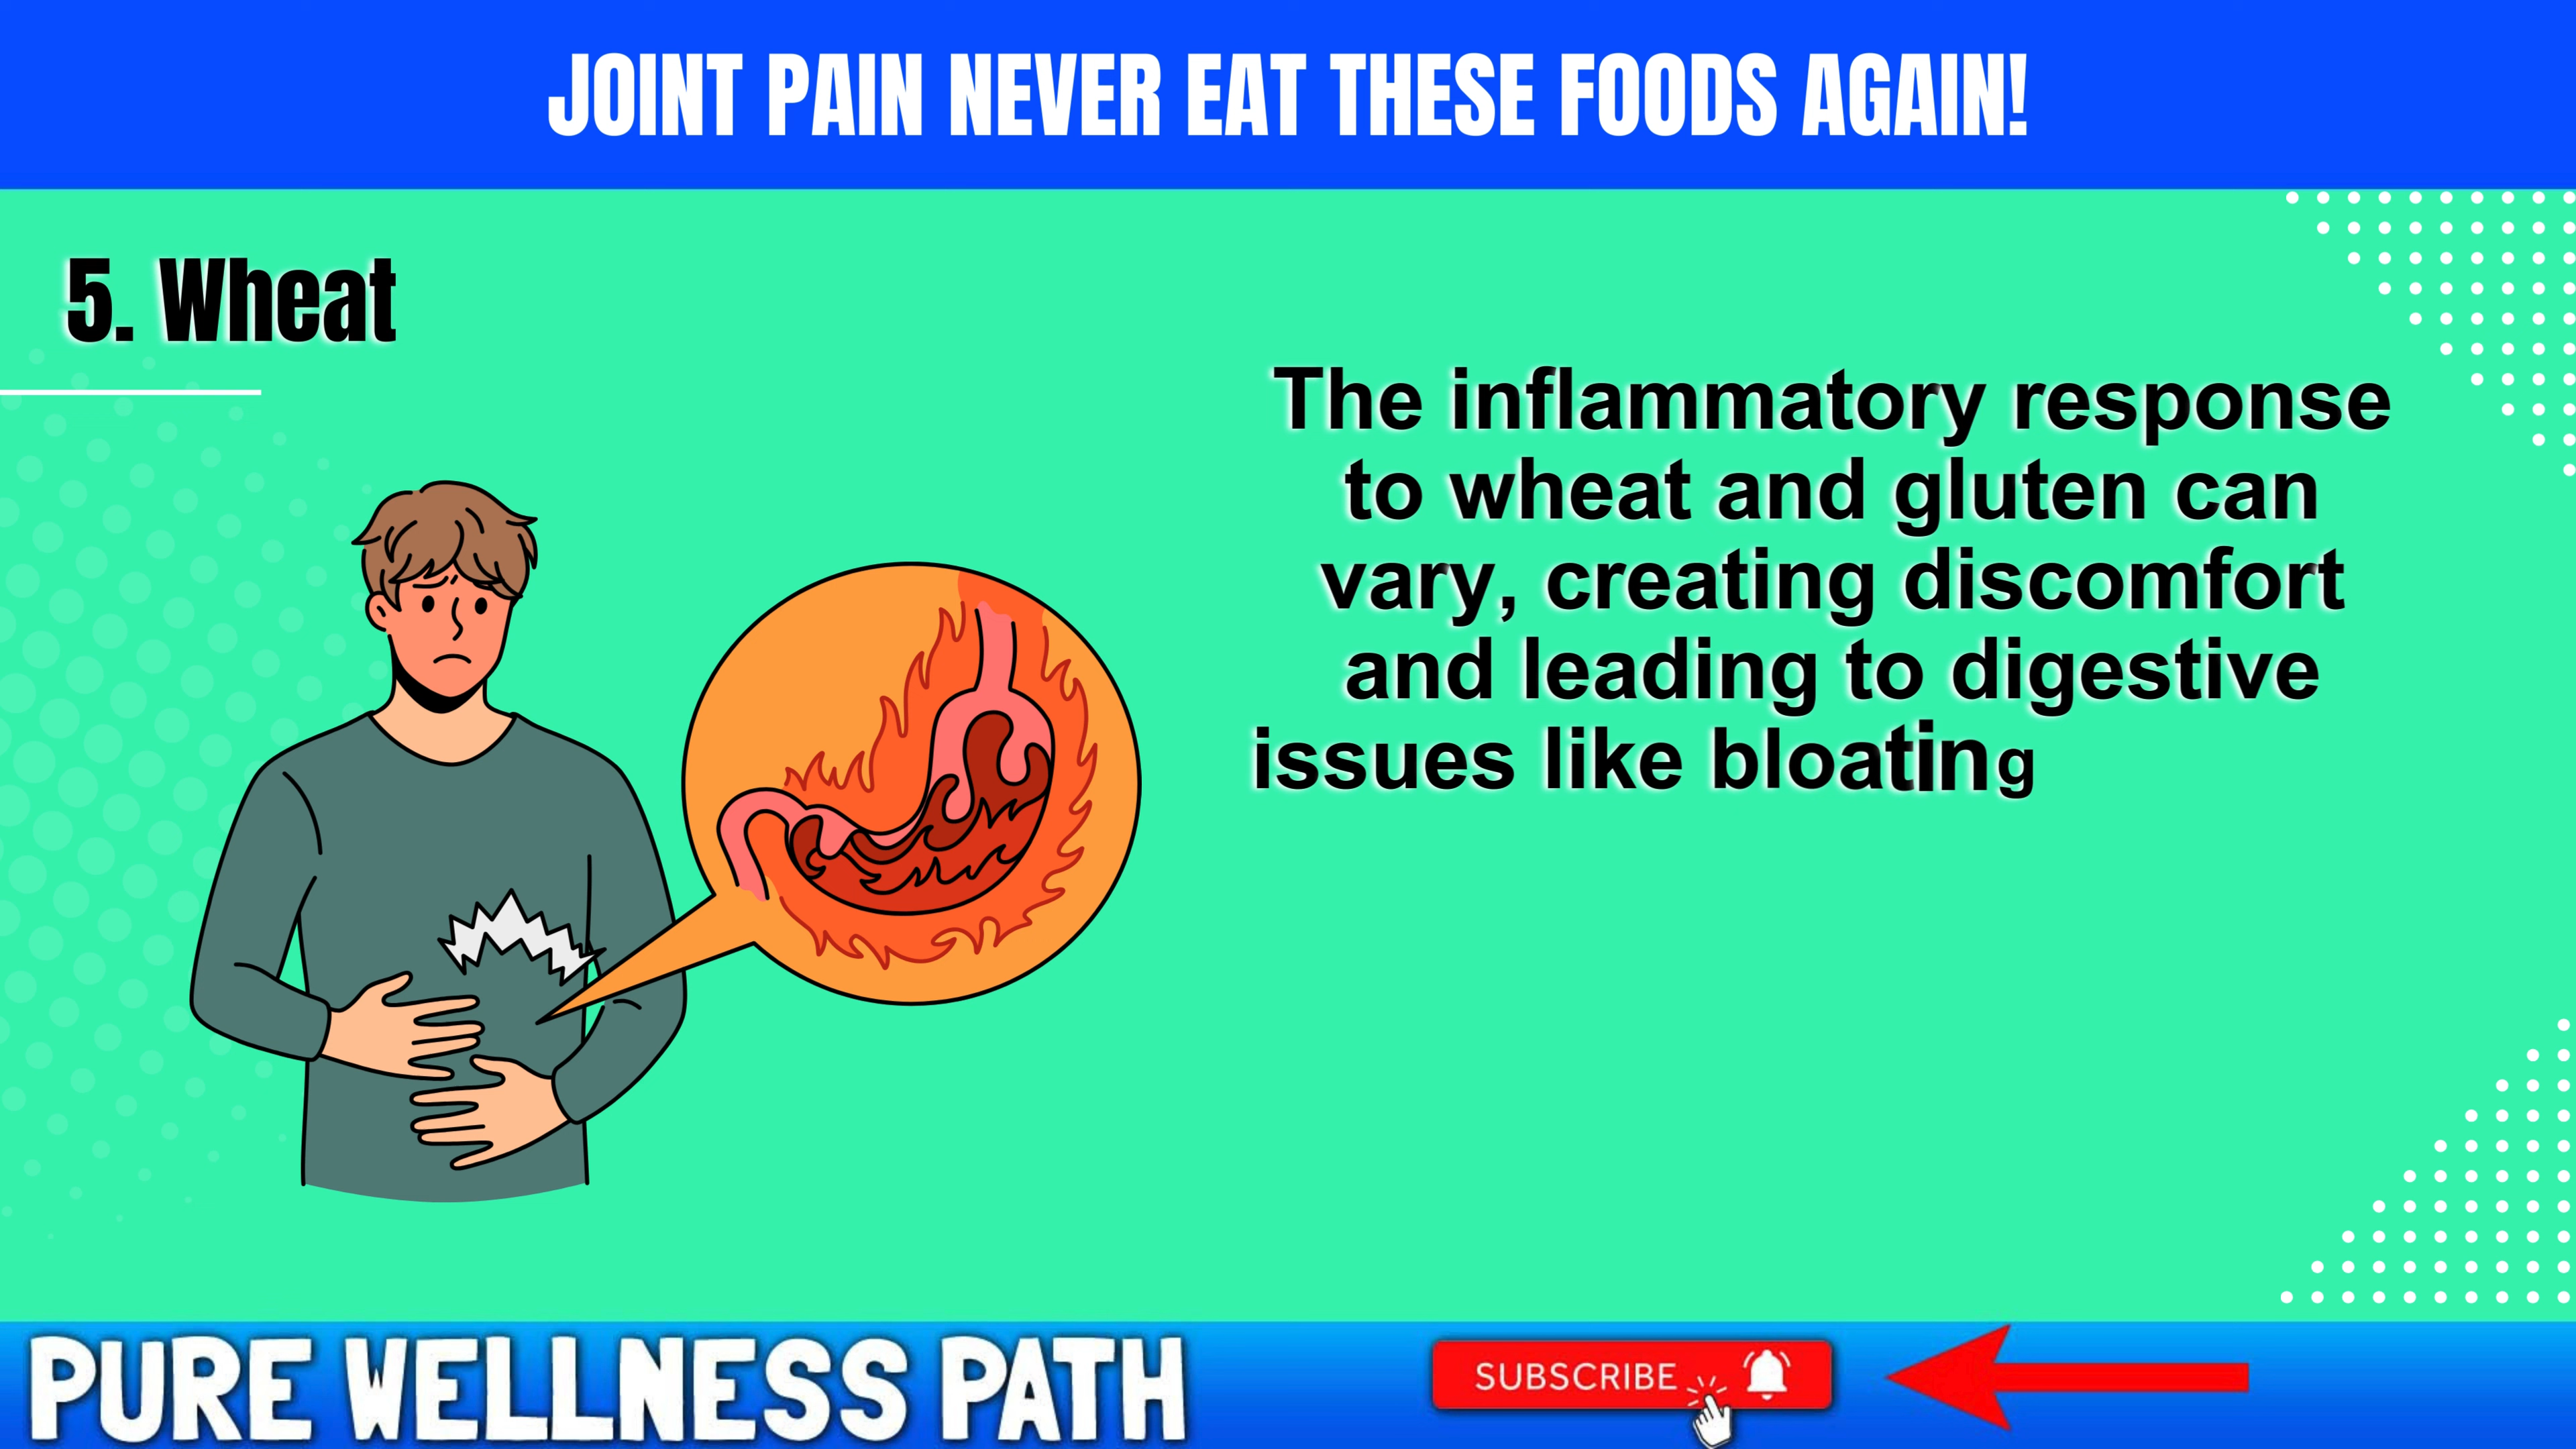 JOINT PAIN NEVER EAT THESE FOODS AGAIN!
5. Wheat
The inflammatory response
to wheat and gluten can
vary, creating discomfort
and leading to digestive
issues like bloating
PURE WELLNESS PATH
SUBSCRIBE